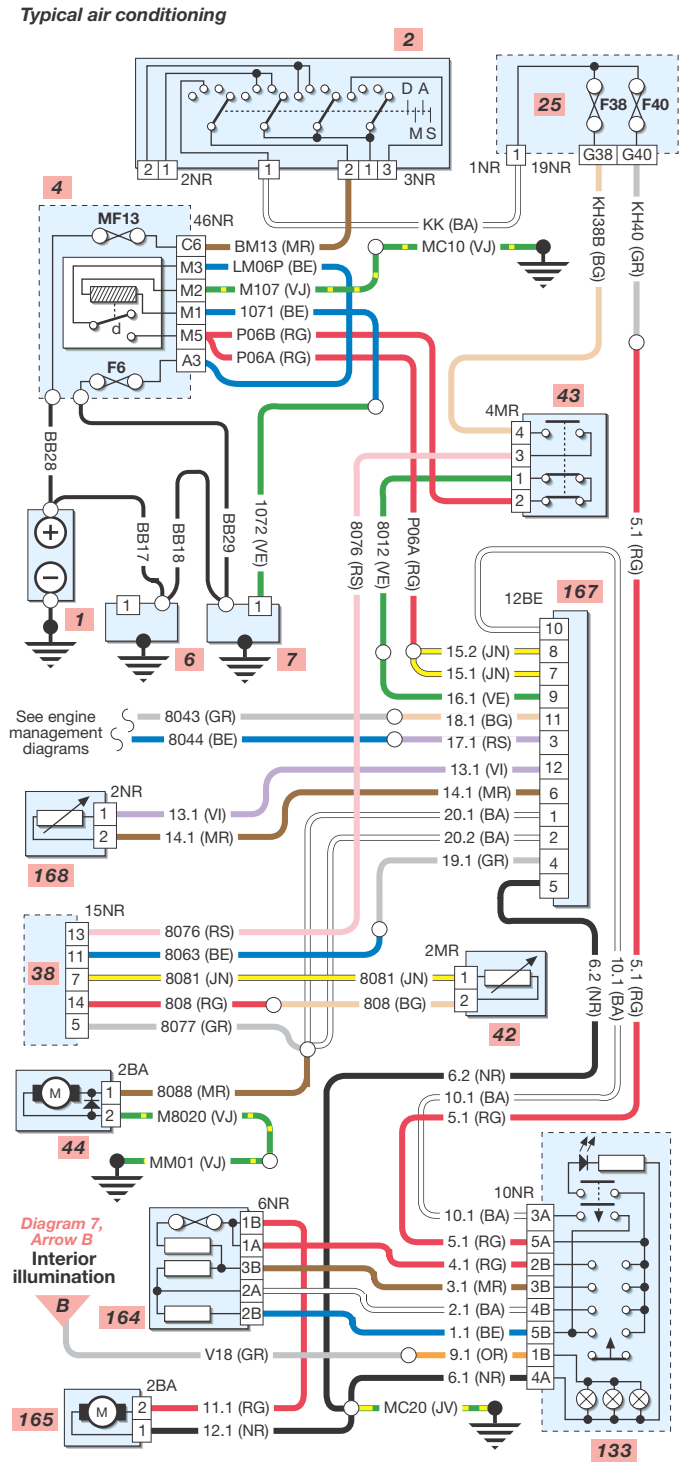 Typical air conditioning
2
D A
M S
2 1
2NR
1
2 1 3
3NR
25
F38
F40
1
1NR
19NR
G38
G40
KK (BA)
KH38B (BG)
KH40 (GR)
4
MF13
46NR
C6
M3
M2
M1
M5
A3
d
F6
BM13 (MR)
LM06P (BE)
M107 (VJ)
1071 (BE)
P06B (RG)
P06A (RG)
MC10 (VJ)
43
4MR
4
3
1
2
BB28
BB17
BB18
BB29
1072 (VE)
8076 (RS)
8012 (VE)
P06A (RG)
5.1 (RG)
+
−
1
1
6
1
7
12BE
167
10
8
7
9
11
3
12
6
1
2
4
5
15.2 (JN)
15.1 (JN)
16.1 (VE)
18.1 (BG)
17.1 (RS)
13.1 (VI)
14.1 (MR)
20.1 (BA)
20.2 (BA)
19.1 (GR)
See engine
management
diagrams
8043 (GR)
8044 (BE)
2NR
1
2
13.1 (VI)
14.1 (MR)
168
15NR
38
13
11
7
14
5
8076 (RS)
8063 (BE)
8081 (JN)
808 (RG)
8077 (GR)
8081 (JN)
808 (BG)
2MR
1
2
42
6.2 (NR)
10.1 (BA)
5.1 (RG)
M
2BA
1
2
8088 (MR)
M8020 (VJ)
44
MM01 (VJ)
6.2 (NR)
10.1 (BA)
5.1 (RG)
10NR
3A
5A
2B
3B
4B
5B
1B
4A
10.1 (BA)
5.1 (RG)
4.1 (RG)
3.1 (MR)
2.1 (BA)
1.1 (BE)
9.1 (OR)
6.1 (NR)
133
6NR
1B
1A
3B
2A
2B
164
Diagram 7,
Arrow B
Interior
illumination
B
V18 (GR)
165
M
2BA
2
1
11.1 (RG)
12.1 (NR)
MC20 (JV)